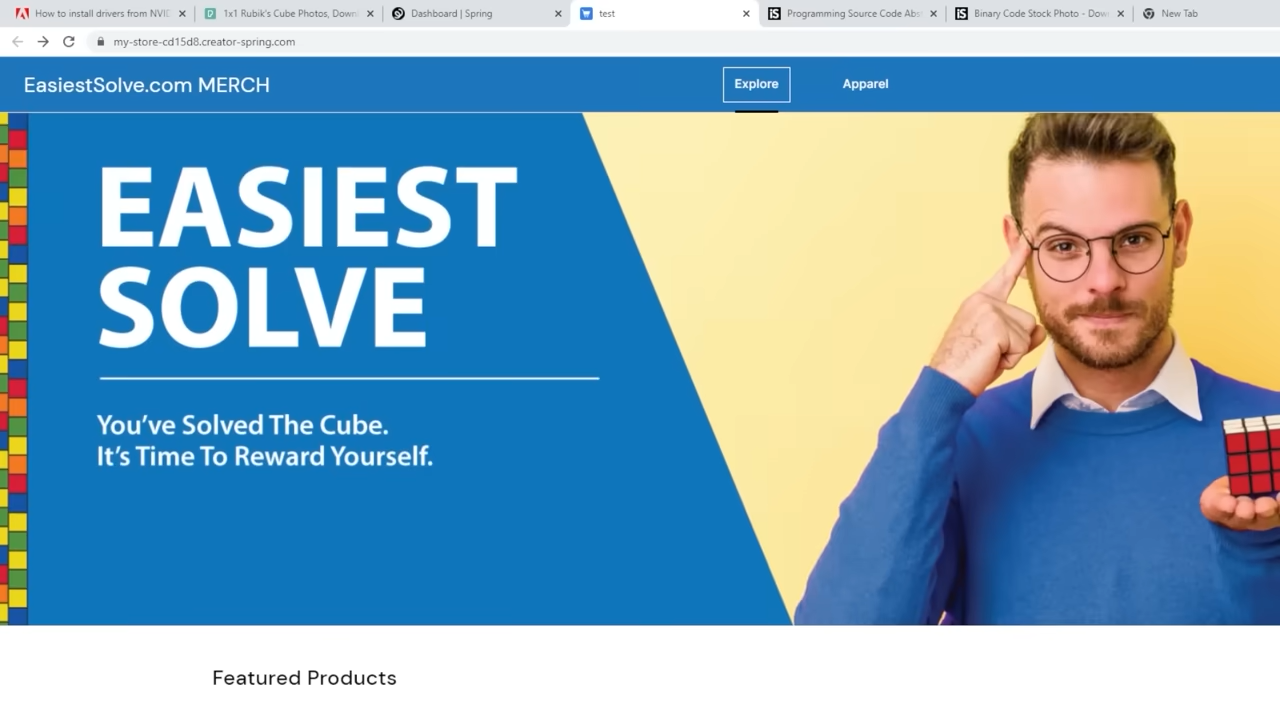 How to install drivers from NVID
1x1 Rubik's Cube Photos, Down
Dashboard | Spring
test
Programming Source Code Abs
Binary Code Stock Photo - Dow
New Tab
my-store-cd15d8.creator-spring.com
EasiestSolve.com MERCH
Explore
Apparel
EASIEST
SOLVE
You've Solved The Cube.
It's Time To Reward Yourself.
Featured Products